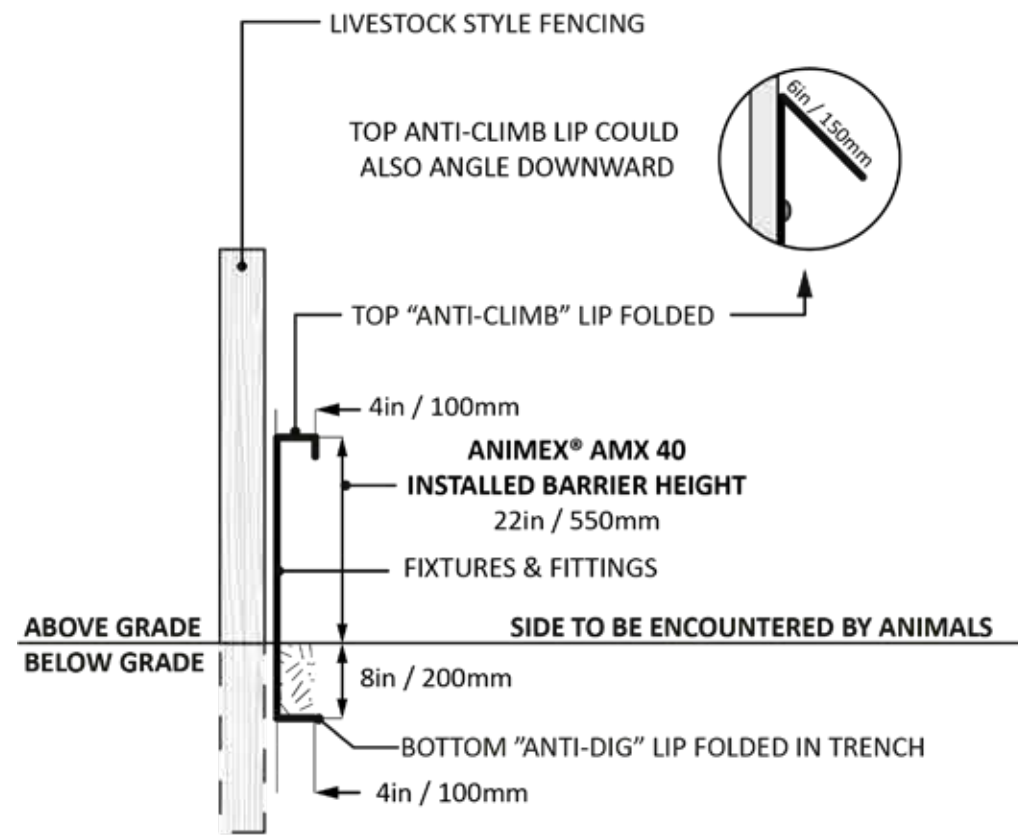 LIVESTOCK STYLE FENCING
TOP ANTI-CLIMB LIP COULD
ALSO ANGLE DOWNWARD
6in / 150mm
TOP “ANTI-CLIMB” LIP FOLDED
4in / 100mm
ANIMEX® AMX 40
INSTALLED BARRIER HEIGHT
22in / 550mm
FIXTURES & FITTINGS
ABOVE GRADE
SIDE TO BE ENCOUNTERED BY ANIMALS
BELOW GRADE
8in / 200mm
BOTTOM ”ANTI-DIG” LIP FOLDED IN TRENCH
4in / 100mm